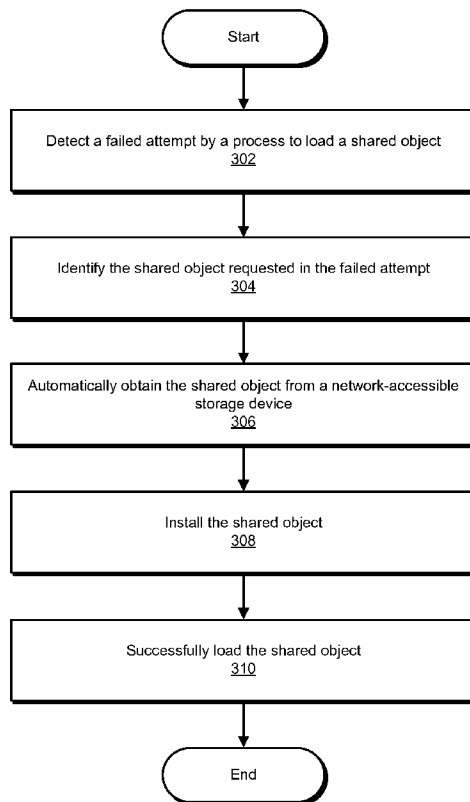 Start
Detect a failed attempt by a process to load a shared object
302
Identify the shared object requested in the failed attempt
304
Automatically obtain the shared object from a network-accessible
storage device
306
Install the shared object
308
Successfully load the shared object
310
End